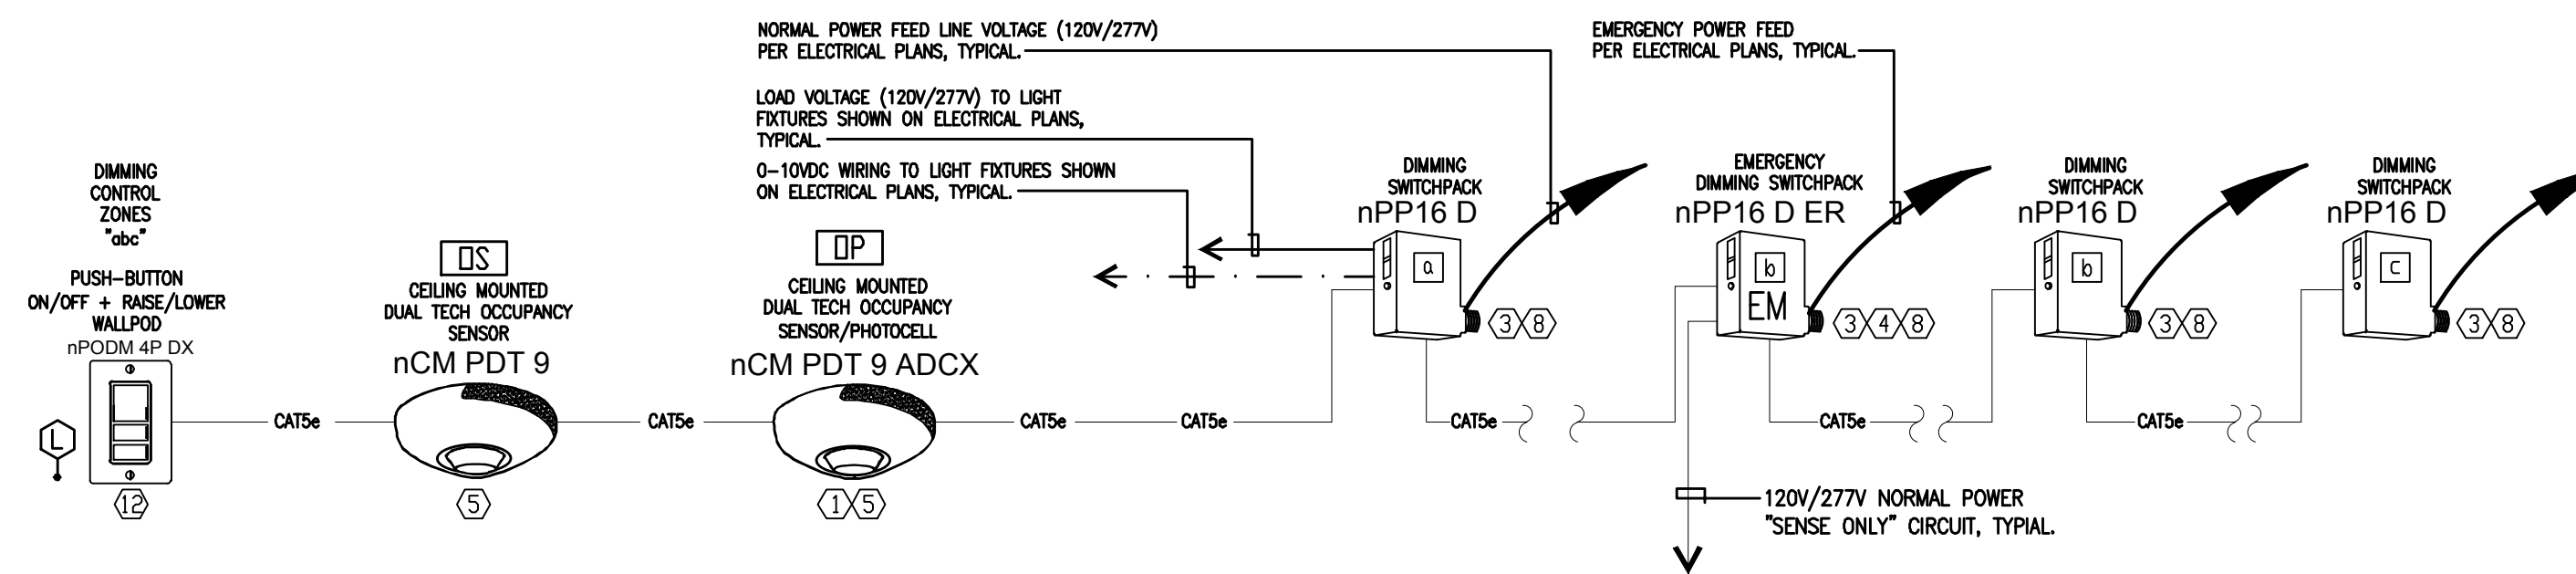 NORMAL POWER FEED LINE VOLTAGE (120V/277V)
PER ELECTRICAL PLANS, TYPICAL.
EMERGENCY POWER FEED
PER ELECTRICAL PLANS, TYPICAL.
LOAD VOLTAGE (120V/277V) TO LIGHT
FIXTURES SHOWN ON ELECTRICAL PLANS,
TYPICAL.
0-10VDC WIRING TO LIGHT FIXTURES SHOWN
ON ELECTRICAL PLANS, TYPICAL.
DIMMING
CONTROL
ZONES
"abc"
PUSH-BUTTON
ON/OFF + RAISE/LOWER
WALLPOD
nPODM 4P DX
L
12
OS
CEILING MOUNTED
DUAL TECH OCCUPANCY
SENSOR
nCM PDT 9
5
OP
CEILING MOUNTED
DUAL TECH OCCUPANCY
SENSOR/PHOTOCELL
nCM PDT 9 ADCX
1 5
DIMMING
SWITCHPACK
nPP16 D
a
3 8
EMERGENCY
DIMMING SWITCHPACK
nPP16 D ER
b
EM
3 4 8
DIMMING
SWITCHPACK
nPP16 D
b
3 8
DIMMING
SWITCHPACK
nPP16 D
c
3 8
CAT5e
CAT5e
CAT5e
CAT5e
CAT5e
CAT5e
CAT5e
120V/277V NORMAL POWER
"SENSE ONLY" CIRCUIT, TYPIAL.